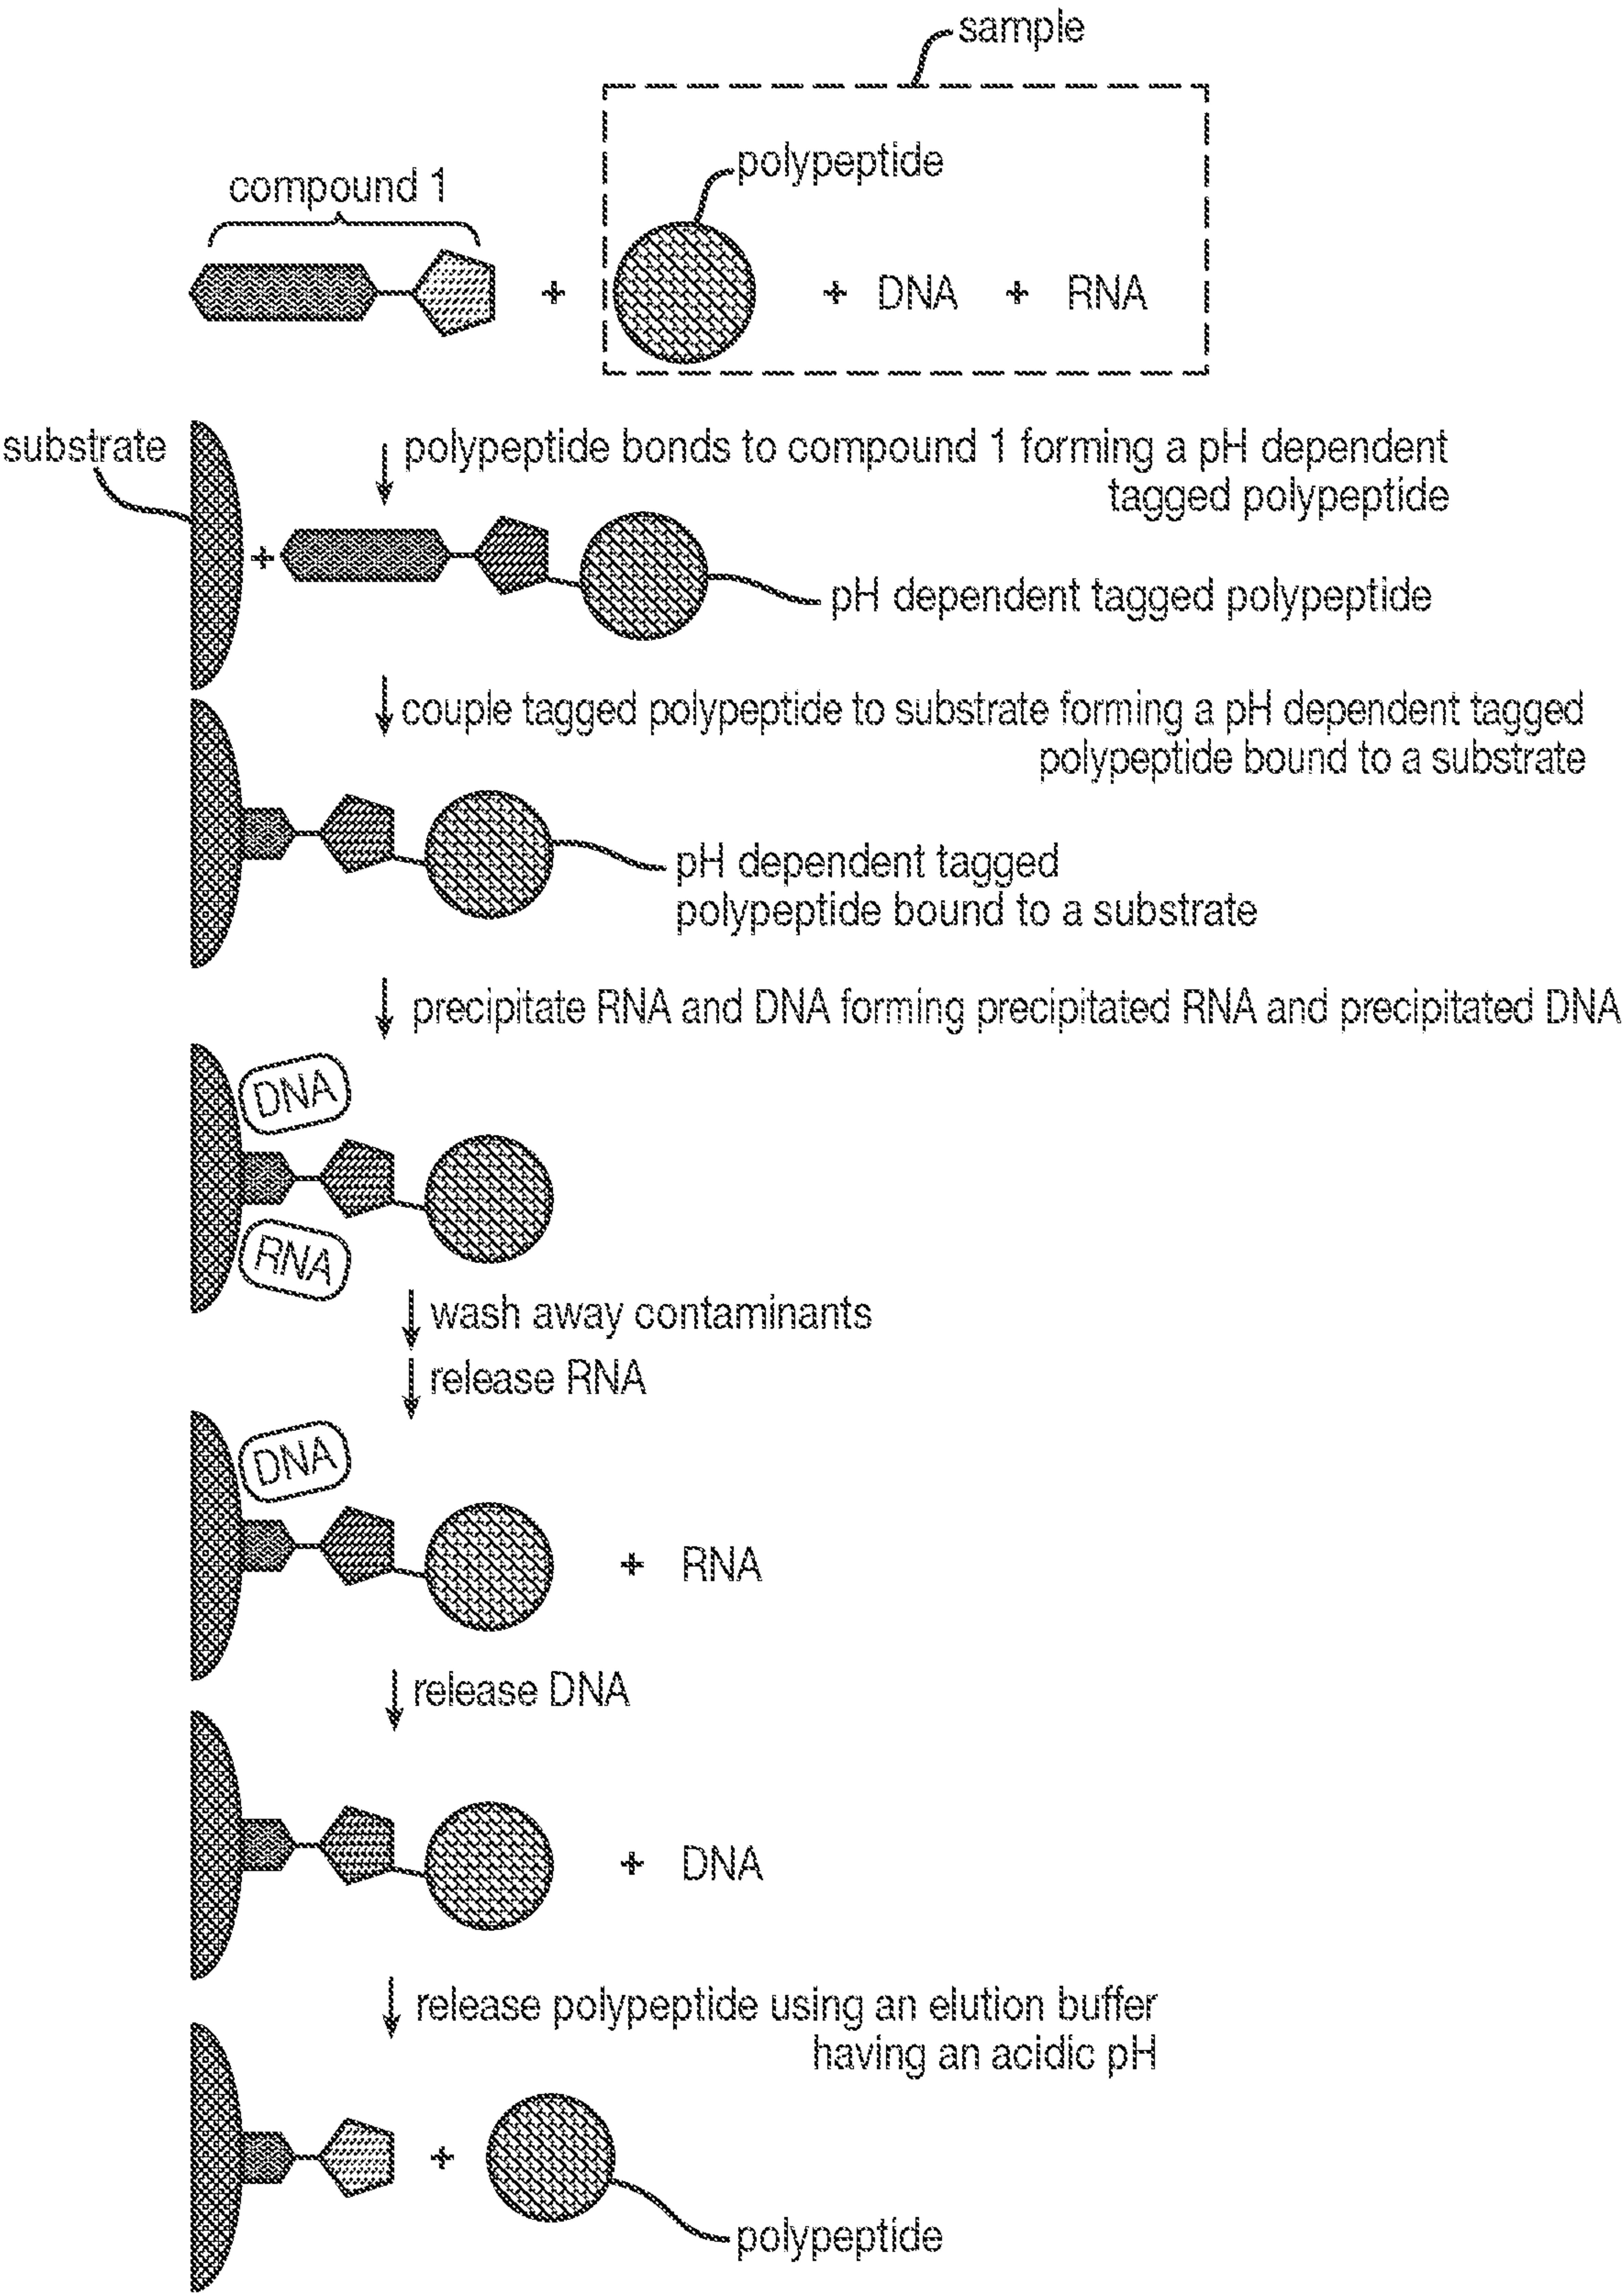 sample
polypeptide
compound 1
+ + DNA + RNA
substrate
polypeptide bonds to compound 1 forming a pH dependent
tagged polypeptide
+
pH dependent tagged polypeptide
couple tagged polypeptide to substrate forming a pH dependent tagged
polypeptide bound to a substrate
pH dependent tagged
polypeptide bound to a substrate
precipitate RNA and DNA forming precipitated RNA and precipitated DNA
DNA
RNA
wash away contaminants
release RNA
DNA
+ RNA
release DNA
+ DNA
release polypeptide using an elution buffer
having an acidic pH
+
polypeptide